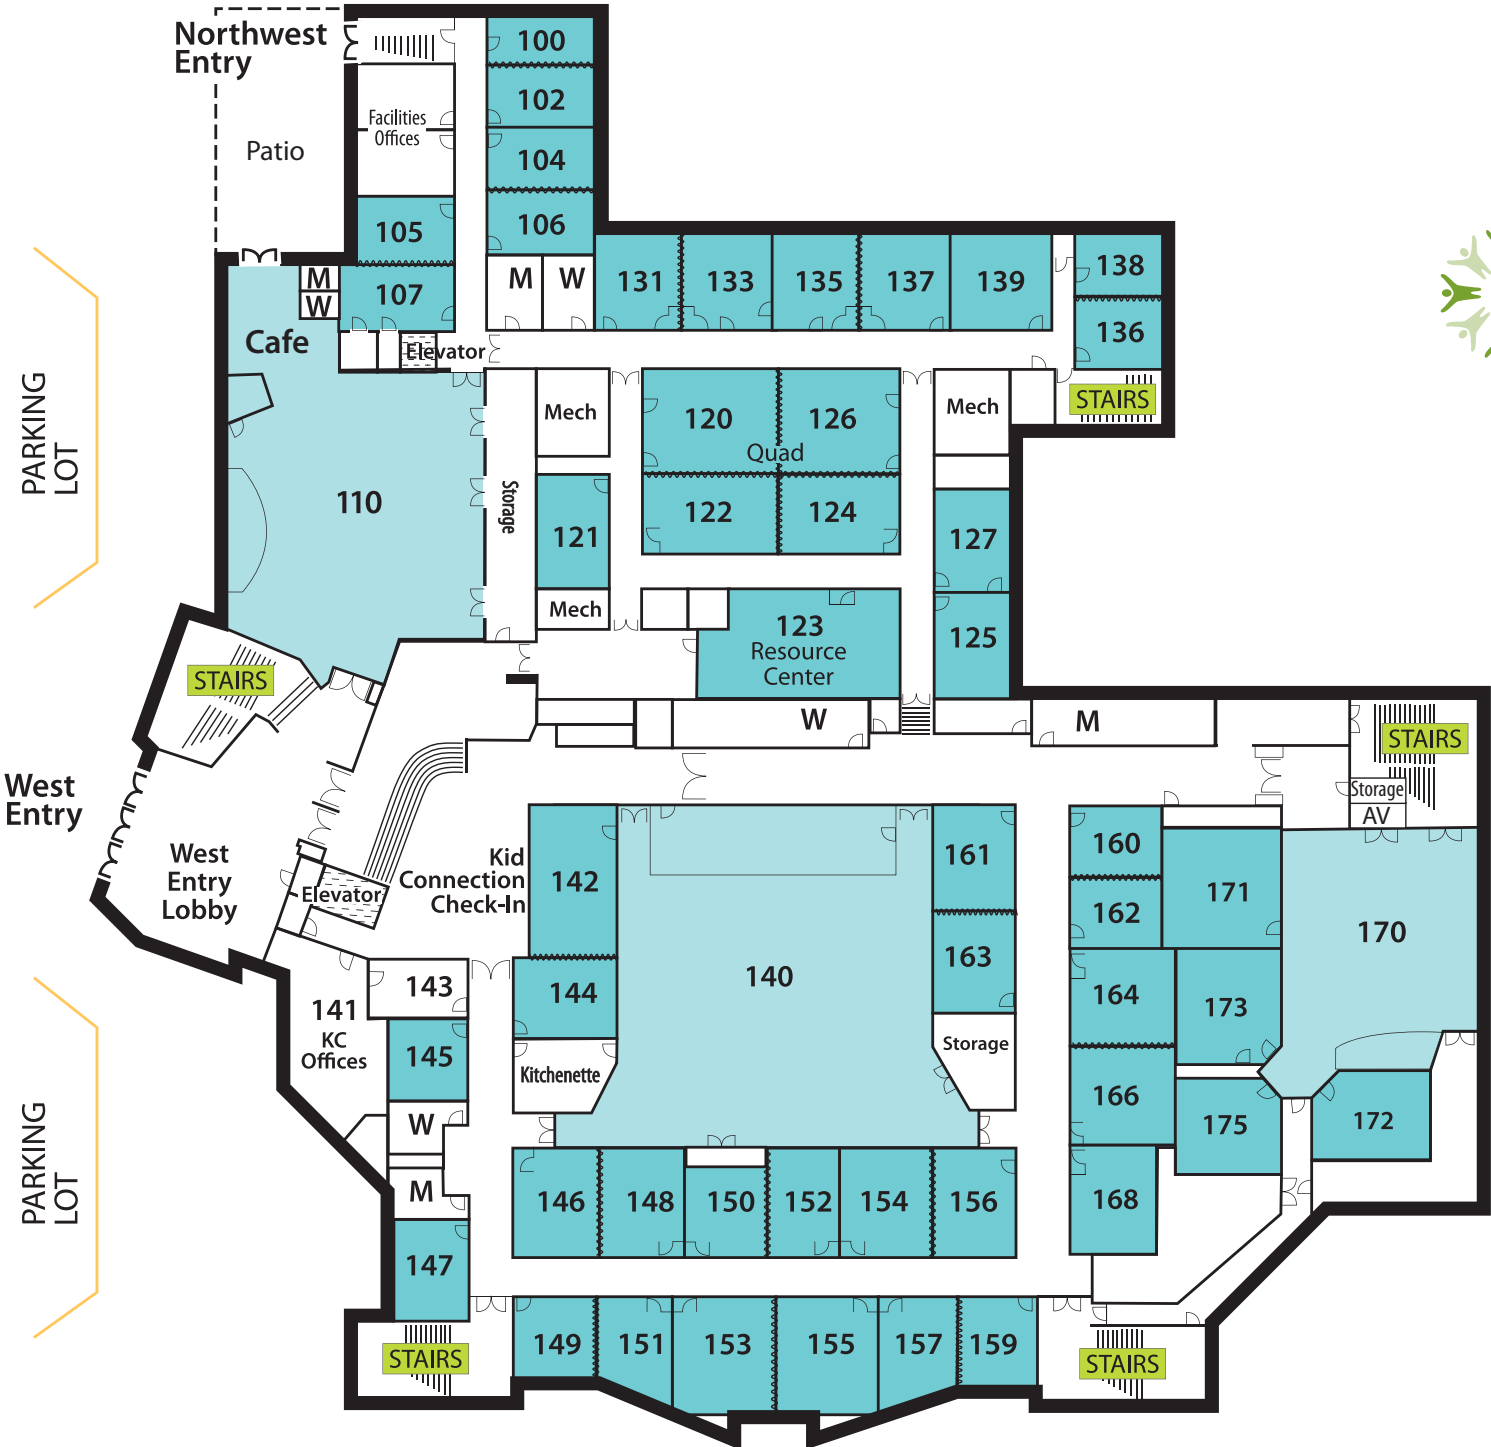 Northwest
Entry
100
102
Facilities
Offices
104
Patio
105
106
M
W
107
M
W
131
133
135
137
139
138
136
Cafe
Elevator
STAIRS
PARKING
LOT
Mech
120
126
Quad
122
124
Mech
110
Storage
121
127
Mech
123
Resource
Center
125
STAIRS
W
M
STAIRS
Storage
AV
West
Entry
West
Entry
Lobby
Elevator
Kid
Connection
Check-In
142
161
160
171
162
170
163
144
140
143
141
KC
Offices
145
Kitchenette
Storage
164
173
166
175
172
PARKING
LOT
W
M
146
148
150
152
154
156
168
147
149
151
153
155
157
159
STAIRS
STAIRS